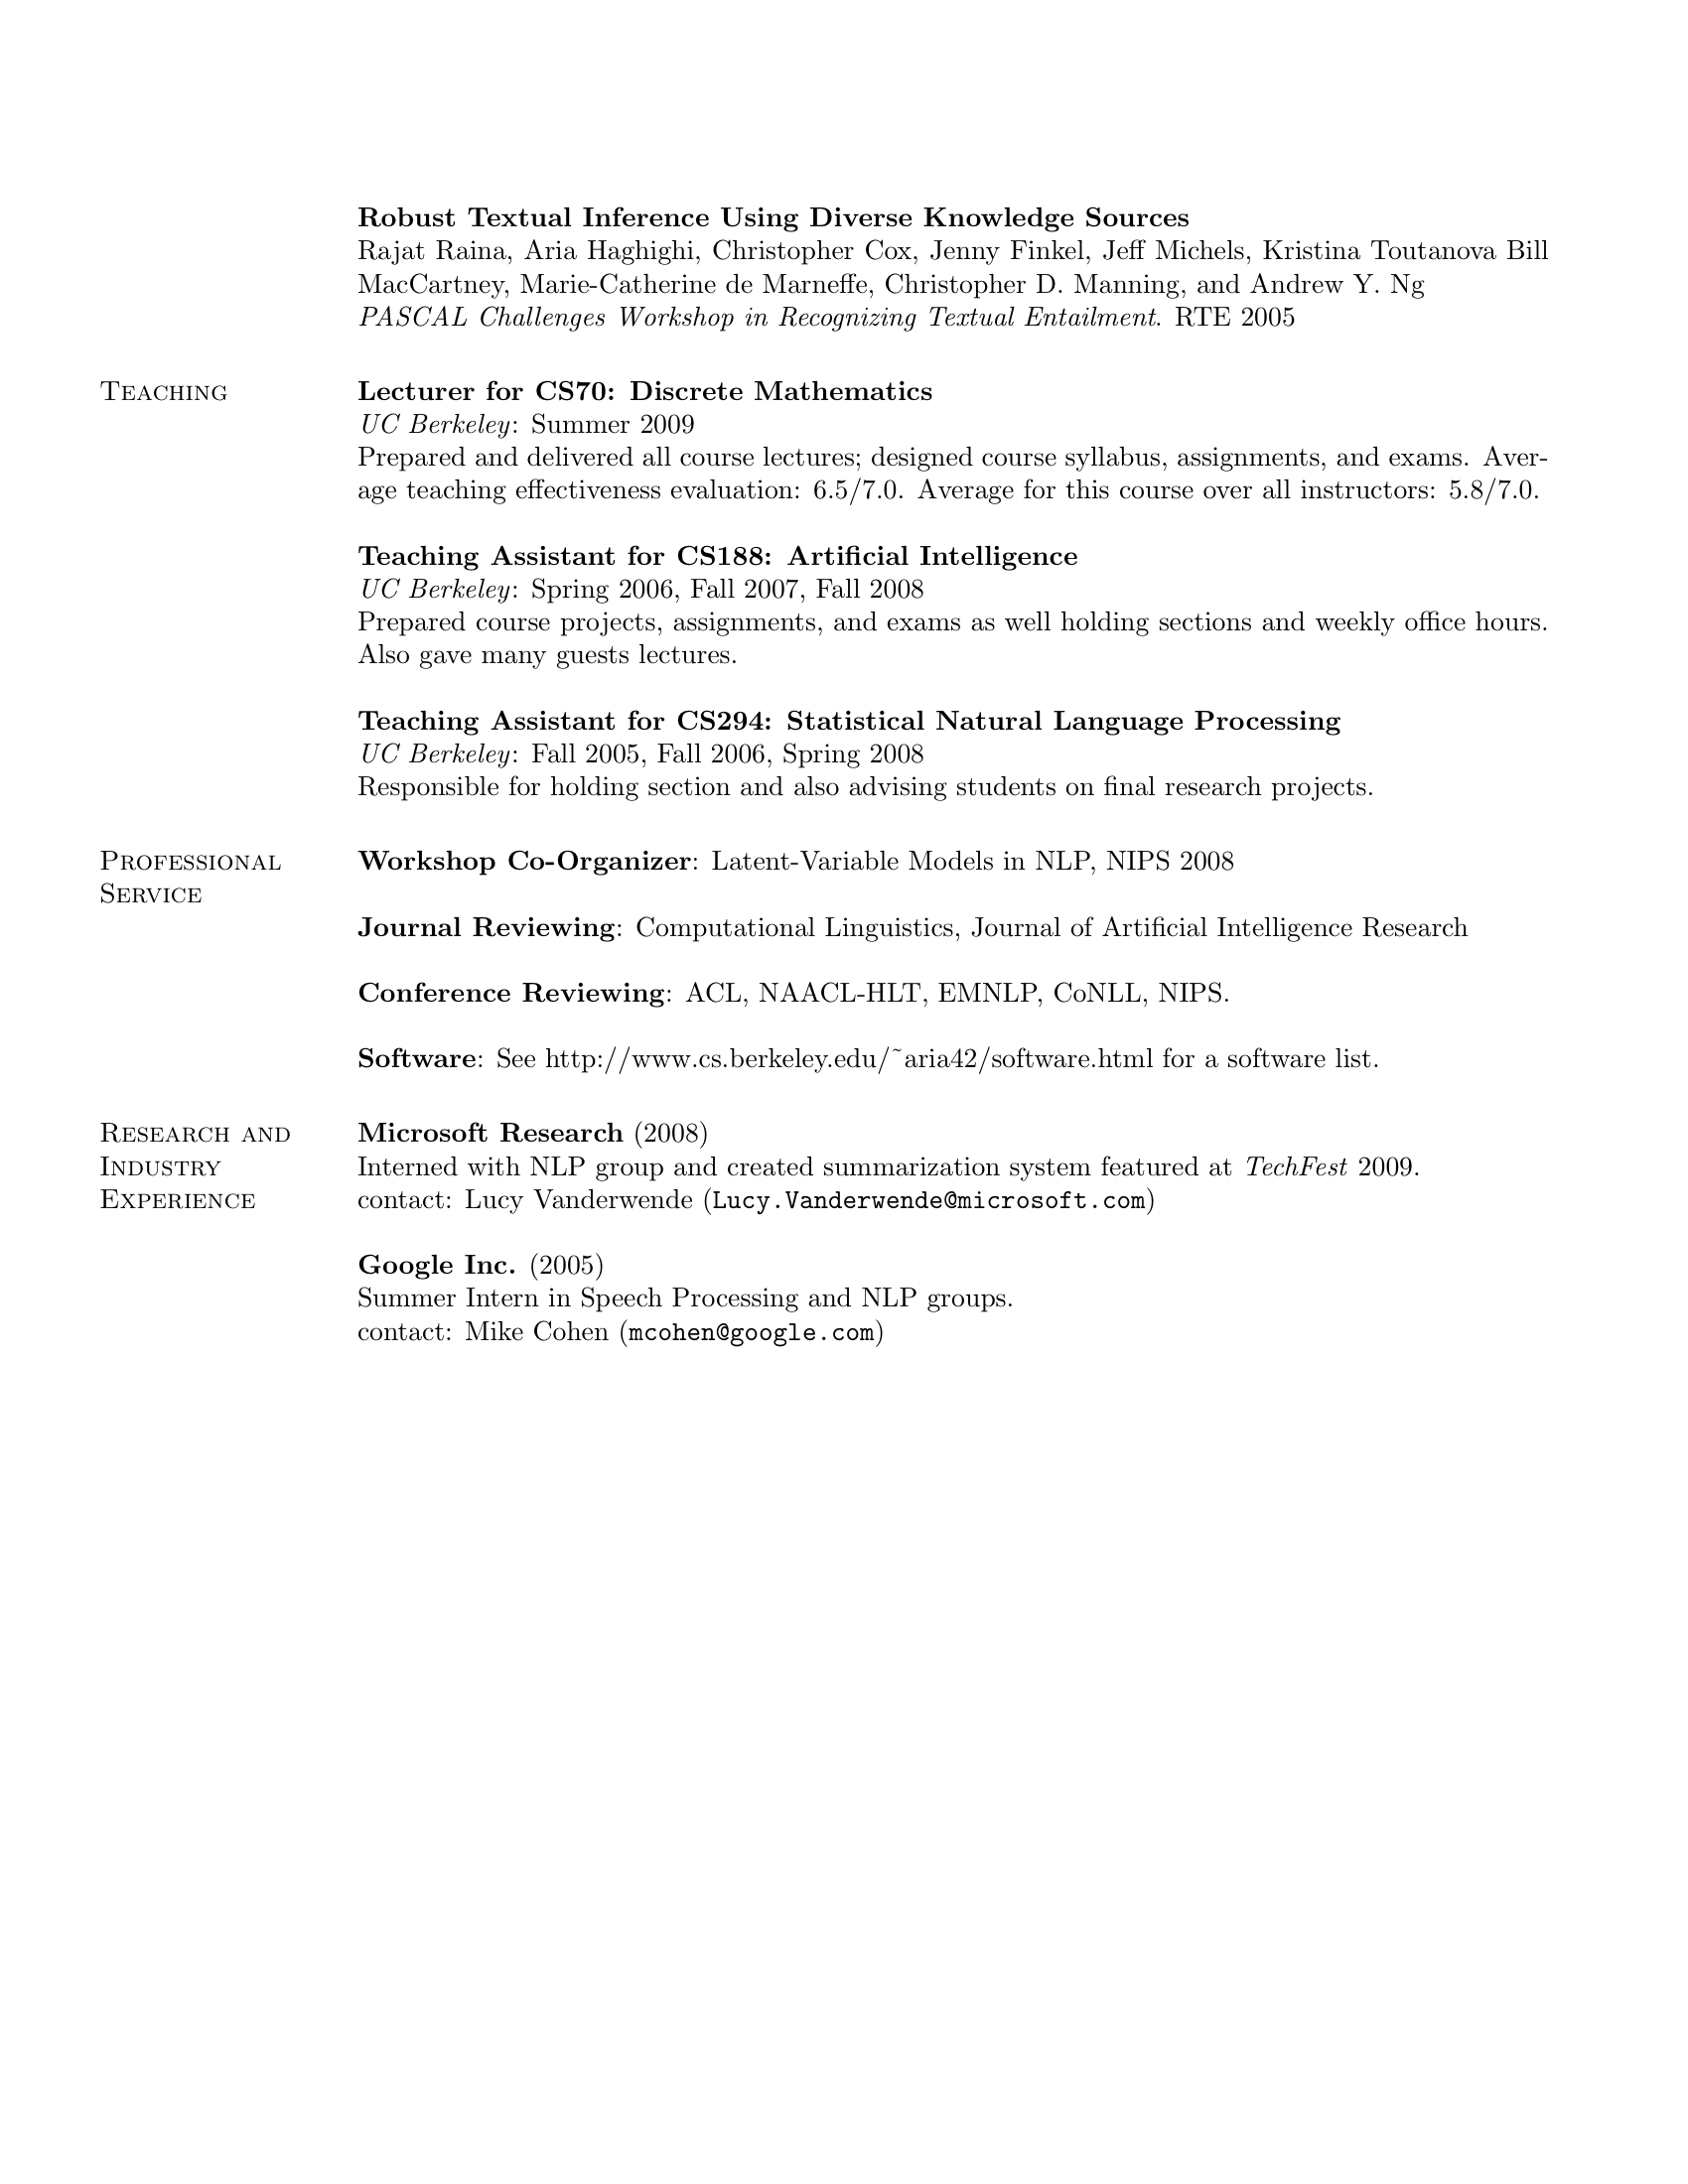 Robust Textual Inference Using Diverse Knowledge Sources
Rajat Raina, Aria Haghighi, Christopher Cox, Jenny Finkel, Jeff Michels, Kristina Toutanova Bill
MacCartney, Marie-Catherine de Marneffe, Christopher D. Manning, and Andrew Y. Ng
PASCAL Challenges Workshop in Recognizing Textual Entailment. RTE 2005
Teaching
Lecturer for CS70: Discrete Mathematics
UC Berkeley: Summer 2009
Prepared and delivered all course lectures; designed course syllabus, assignments, and exams. Aver-
age teaching effectiveness evaluation: 6.5/7.0. Average for this course over all instructors: 5.8/7.0.
Teaching Assistant for CS188: Artificial Intelligence
UC Berkeley: Spring 2006, Fall 2007, Fall 2008
Prepared course projects, assignments, and exams as well holding sections and weekly office hours.
Also gave many guests lectures.
Teaching Assistant for CS294: Statistical Natural Language Processing
UC Berkeley: Fall 2005, Fall 2006, Spring 2008
Responsible for holding section and also advising students on final research projects.
Professional
Service
Workshop Co-Organizer: Latent-Variable Models in NLP, NIPS 2008
Journal Reviewing: Computational Linguistics, Journal of Artificial Intelligence Research
Conference Reviewing: ACL, NAACL-HLT, EMNLP, CoNLL, NIPS.
Software: See http://www.cs.berkeley.edu/~aria42/software.html for a software list.
Research and
Industry
Experience
Microsoft Research (2008)
Interned with NLP group and created summarization system featured at TechFest 2009.
contact: Lucy Vanderwende (Lucy.Vanderwende@microsoft.com)
Google Inc. (2005)
Summer Intern in Speech Processing and NLP groups.
contact: Mike Cohen (mcohen@google.com)